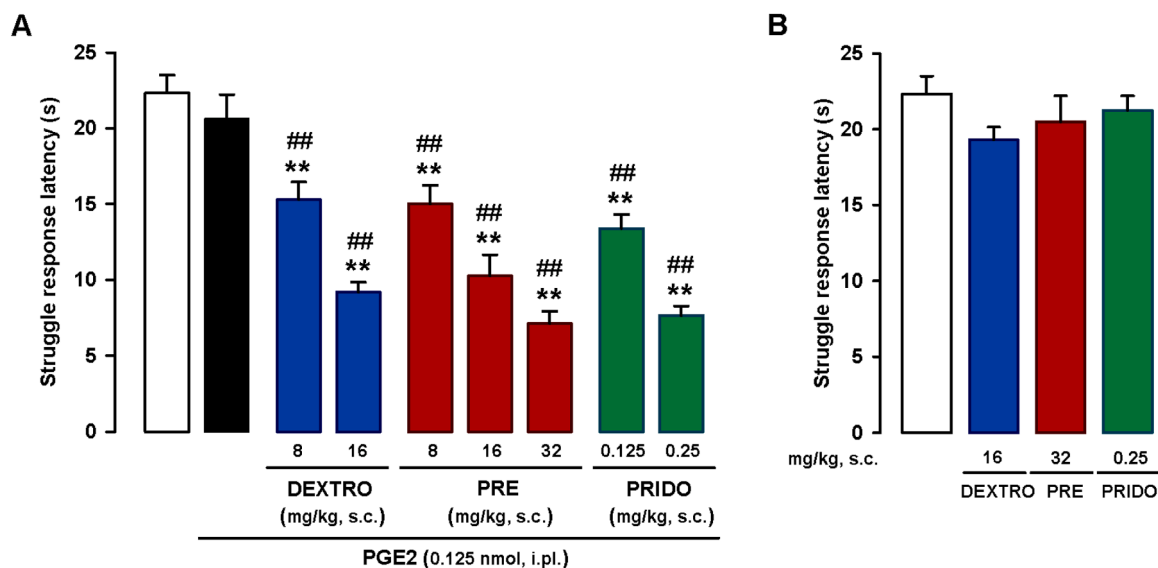 A
Struggle response latency (s)
25
20
15
10
5
0
##
**
##
**
##
**
##
**
##
**
##
**
##
**
8 16 8 16 32 0.125 0.25
DEXTRO PRE PRIDO
(mg/kg, s.c.) (mg/kg, s.c.) (mg/kg, s.c.)
PGE2 (0.125 nmol, i.pl.)
B
Struggle response latency (s)
25
20
15
10
5
0
mg/kg, s.c. 16 32 0.25
DEXTRO PRE PRIDO